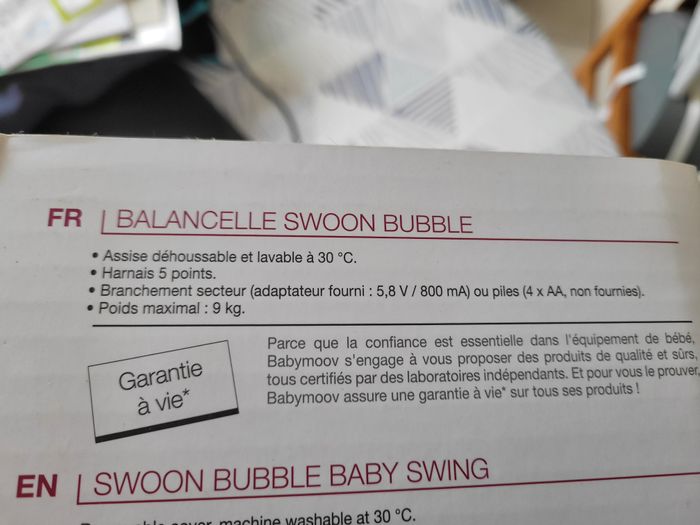 FR BALANCELLE SWOON BUBBLE
• Assise déhoussable et lavable à 30 °C.
• Harnais 5 points.
• Branchement secteur (adaptateur fourni : 5,8 V / 800 mA) ou piles (4 x AA, non fournies).
• Poids maximal : 9 kg.
Garantie
à vie*
Parce que la confiance est essentielle dans l'équipement de bébé,
Babymoov s'engage à vous proposer des produits de qualité et sûrs,
tous certifiés par des laboratoires indépendants. Et pour vous le prouver,
Babymoov assure une garantie à vie* sur tous ses produits !
EN SWOON BUBBLE BABY SWING
cover, machine washable at 30 °C.